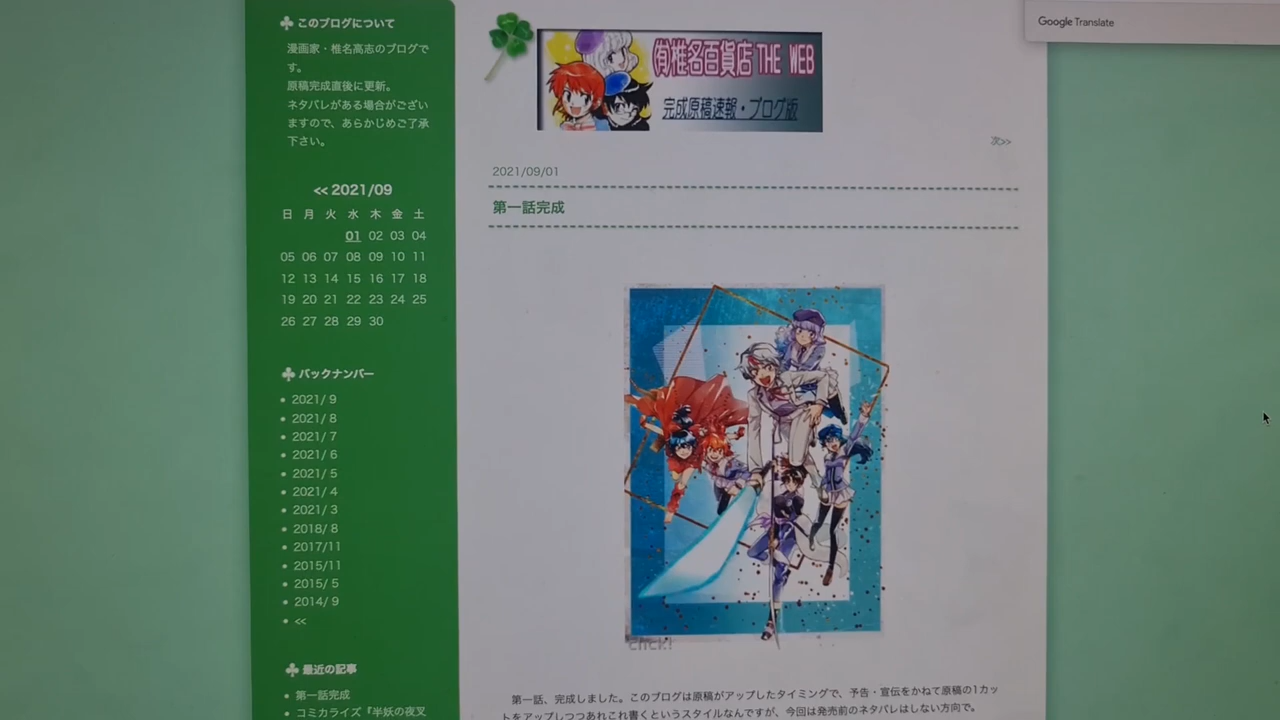 このブログについて
漫画家・椎名高志のブログで
す。
原稿完成直後に更新。
ネタバレがある場合がござい
ますので、あらかじめご了承
下さい。
<< 2021/09
日 月 火 水 木 金 土
01 02 03 04
05 06 07 08 09 10 11
12 13 14 15 16 17 18
19 20 21 22 23 24 25
26 27 28 29 30
バックナンバー
2021/ 9
2021/ 8
2021/ 7
2021/ 6
2021/ 5
2021/ 4
2021/ 3
2018/ 8
2017/11
2015/11
2015/ 5
2014/ 9
<<
最近の記事
第一話完成
コミカライズ『半妖の夜叉
(有)椎名百貨店 THE WEB
完成原稿速報・ブログ版
次>>
2021/09/01
第一話完成
click!
第一話、完成しました。このブログは原稿がアップしたタイミングで、予告・宣伝をかねて原稿の1カッ
トをアップしつつあれこれ書くというスタイルなんですが、今回は発売前のネタバレはしない方向で。
Google Translate